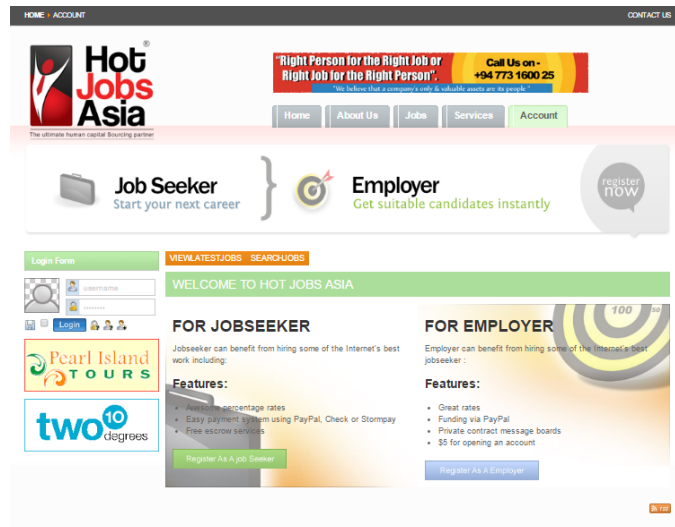 HOME ACCOUNT
CONTACT US
Hot
Jobs
Asia
®
The ultimate human capital Sourcing partner
"Right Person for the Right Job or
Right Job for the Right Person".
"We believe that a company's only & valuable assets are its people"
Call Us on -
+94 773 1600 25
Home
About Us
Jobs
Services
Account
Job Seeker
Start your next career
Employer
Get suitable candidates instantly
register
now
Login Form
username
Login
Pearl Island
TOURS
two10
degrees
VIEWLATESTJOBS SEARCHJOBS
WELCOME TO HOT JOBS ASIA
FOR JOBSEEKER
Jobseeker can benefit from hiring some of the Internet's best
work including:
Features:
Awesome percentage rates
Easy payment system using PayPal, Check or Stormpay
Free escrow services
Register As A job Seeker
FOR EMPLOYER
Employer can benefit from hiring some of the Internet's best
jobseeker :
Features:
Great rates
Funding via PayPal
Private contract message boards
$5 for opening an account
Register As A Employer
100
50